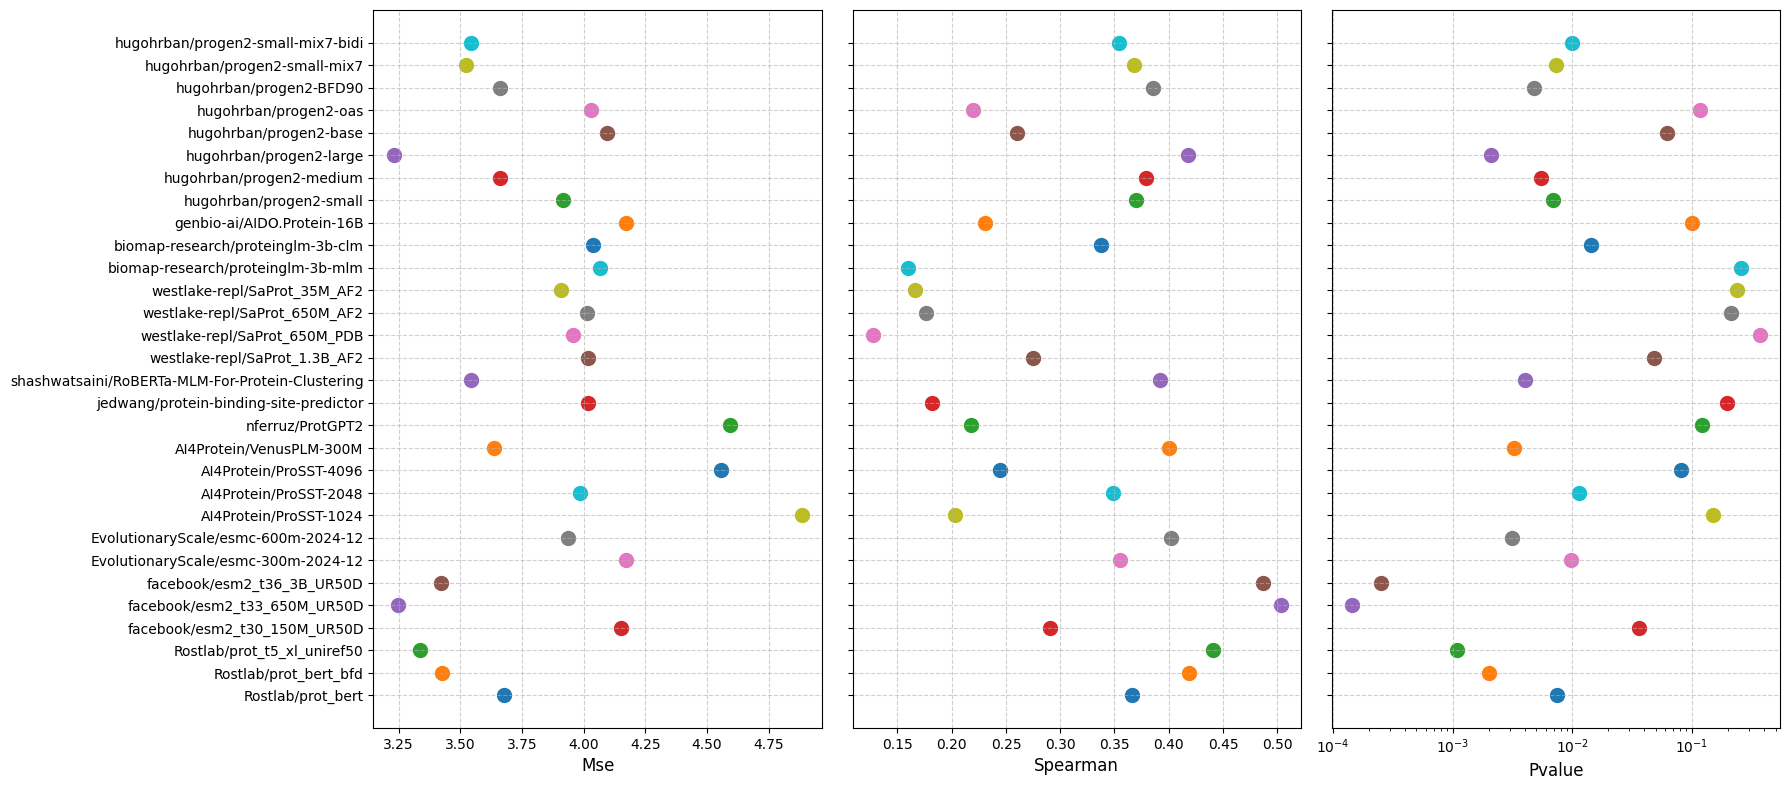 hugohrban/progen2-small-mix7-bidi
hugohrban/progen2-small-mix7
hugohrban/progen2-BFD90
hugohrban/progen2-oas
hugohrban/progen2-base
hugohrban/progen2-large
hugohrban/progen2-medium
hugohrban/progen2-small
genbio-ai/AIDO.Protein-16B
biomap-research/proteinglm-3b-clm
biomap-research/proteinglm-3b-mlm
westlake-repl/SaProt_35M_AF2
westlake-repl/SaProt_650M_AF2
westlake-repl/SaProt_650M_PDB
westlake-repl/SaProt_1.3B_AF2
shashwatsaini/RoBERTa-MLM-For-Protein-Clustering
jedwang/protein-binding-site-predictor
nferruz/ProtGPT2
AI4Protein/VenusPLM-300M
AI4Protein/ProSST-4096
AI4Protein/ProSST-2048
AI4Protein/ProSST-1024
EvolutionaryScale/esmc-600m-2024-12
EvolutionaryScale/esmc-300m-2024-12
facebook/esm2_t36_3B_UR50D
facebook/esm2_t33_650M_UR50D
facebook/esm2_t30_150M_UR50D
Rostlab/prot_t5_xl_uniref50
Rostlab/prot_bert_bfd
Rostlab/prot_bert
3.25 3.50 3.75 4.00 4.25 4.50 4.75
Mse
0.15 0.20 0.25 0.30 0.35 0.40 0.45 0.50
Spearman
10⁻⁴ 10⁻³ 10⁻² 10⁻¹
Pvalue